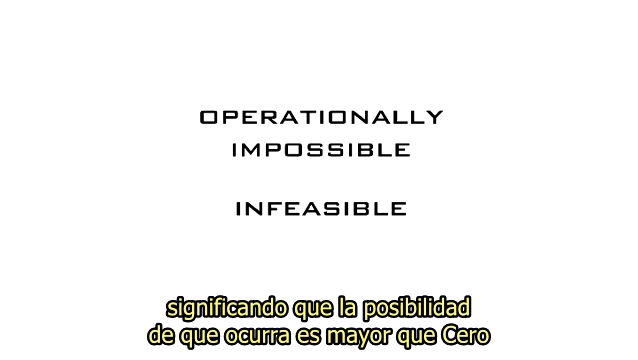 OPERATIONALLY
IMPOSSIBLE
INFEASIBLE
significando que la posibilidad
de que ocurra es mayor que Cero